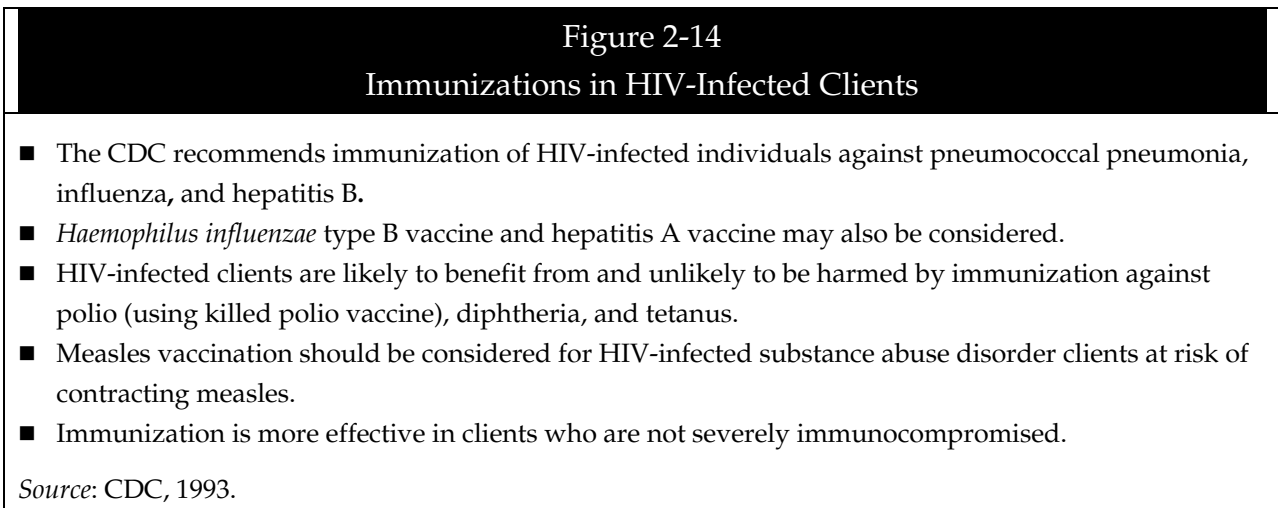 Figure 2-14
Immunizations in HIV-Infected Clients
■ The CDC recommends immunization of HIV-infected individuals against pneumococcal pneumonia,
influenza, and hepatitis B.
■ Haemophilus influenzae type B vaccine and hepatitis A vaccine may also be considered.
■ HIV-infected clients are likely to benefit from and unlikely to be harmed by immunization against
polio (using killed polio vaccine), diphtheria, and tetanus.
■ Measles vaccination should be considered for HIV-infected substance abuse disorder clients at risk of
contracting measles.
■ Immunization is more effective in clients who are not severely immunocompromised.
Source: CDC, 1993.